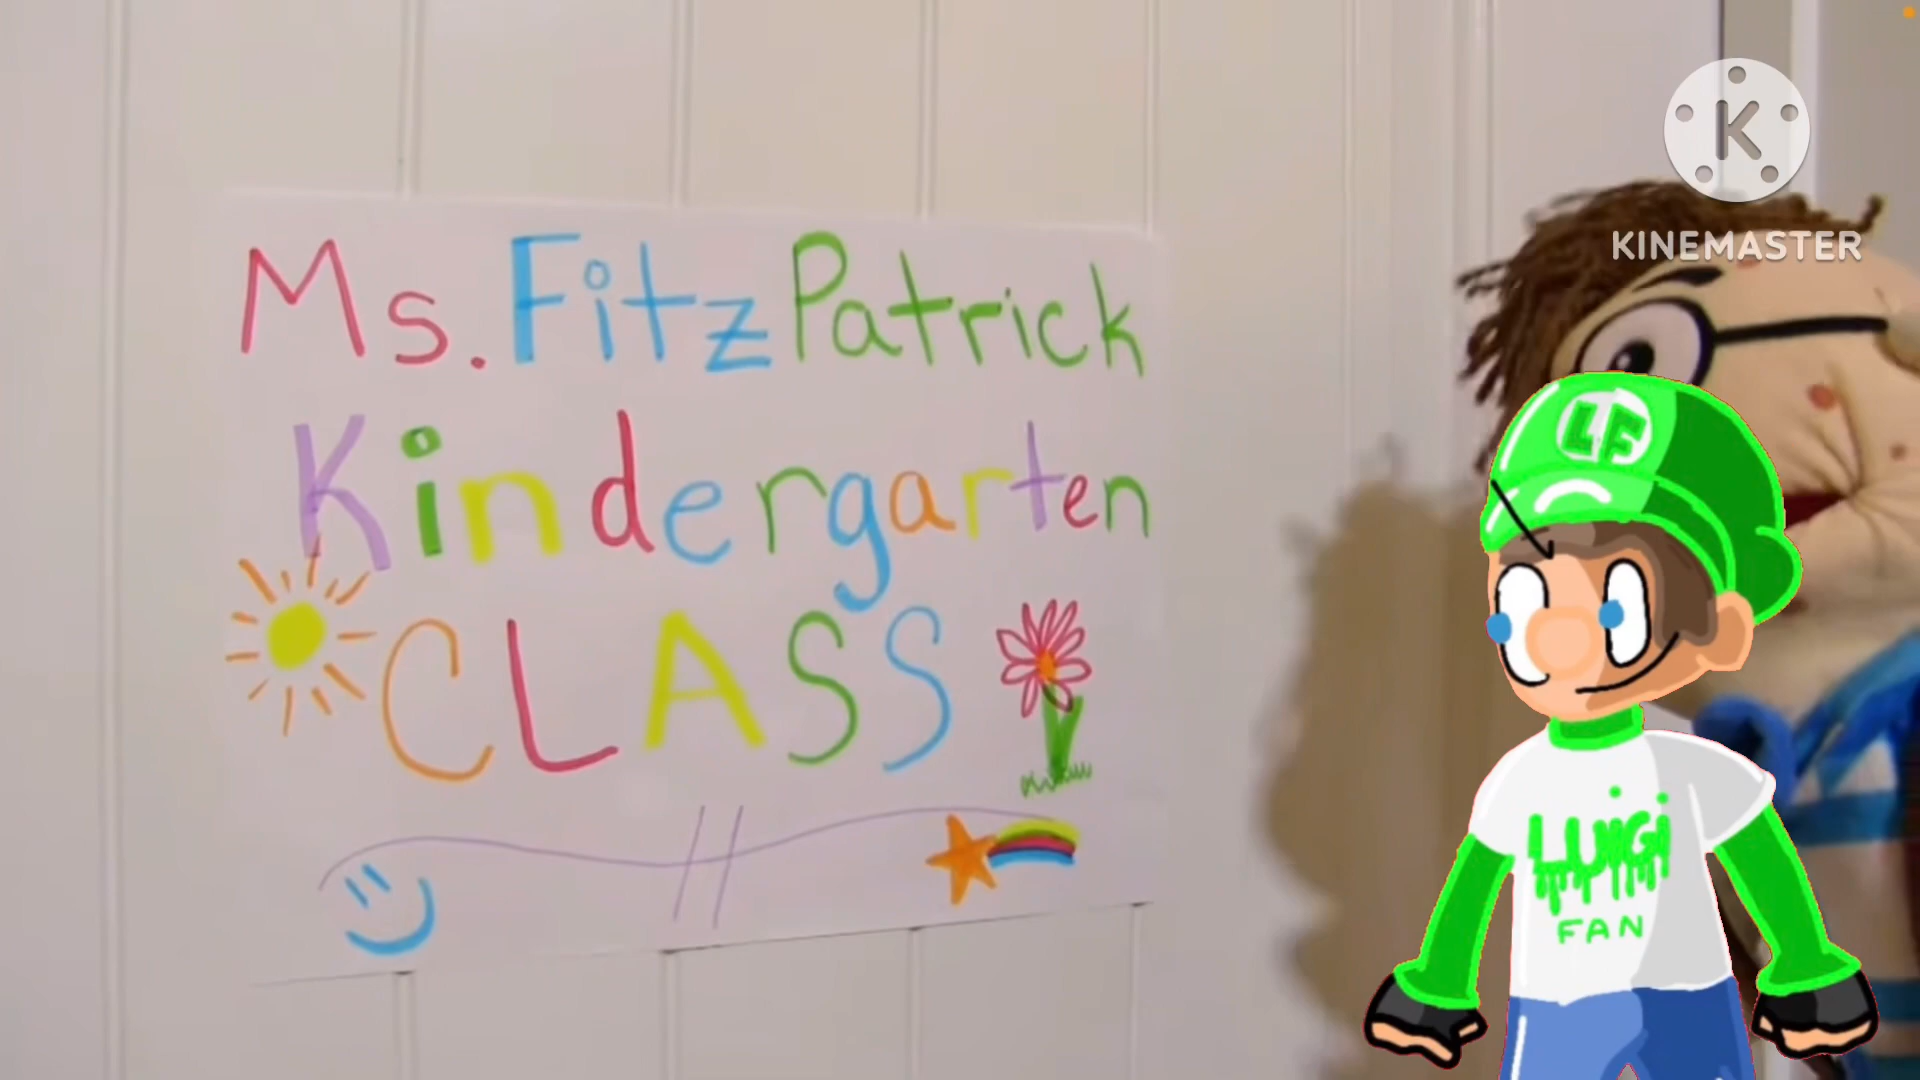 Ms. FitzPatrick
Kindergarten
CLASS
K
KINEMASTER
LF
LUIGI
FAN